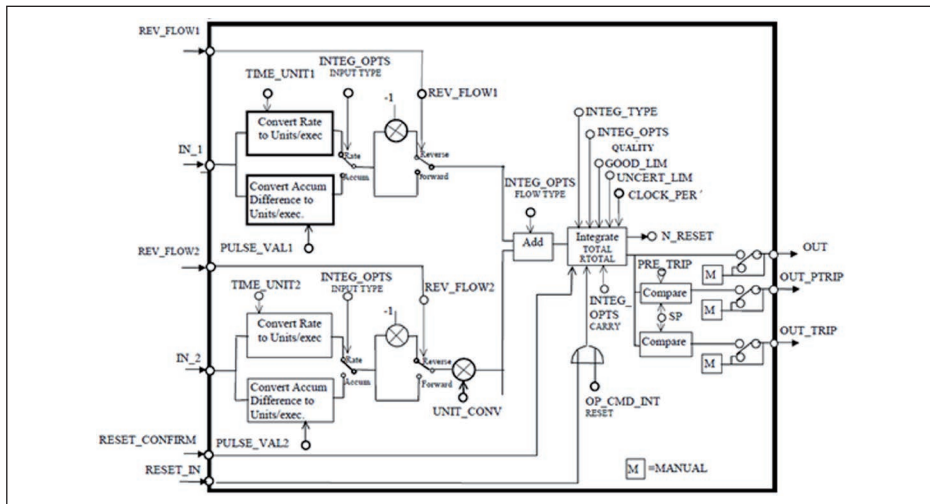 REV_FLOW1
TIME_UNIT1
INTEG_OPTS
INPUT TYPE
-1
REV_FLOW1
Convert Rate
to Units/exec
IN_1
Rate
Accum
Reverse
forward
Convert Accum
Difference to
Units/exec.
PULSE_VAL1
INTEG_TYPE
INTEG_OPTS
QUALITY
GOOD_LIM
UNCERT_LIM
CLOCK_PER
INTEG_OPTS
FLOW TYPE
Add
Integrate
TOTAL
RTOTAL
N_RESET
OUT
M
PRE_TRIP
OUT_PTRIP
Compare
M
SP
OUT_TRIP
Compare
M
INTEG_
OPTS
CARRY
REV_FLOW2
TIME_UNIT2
INTEG_OPTS
INPUT TYPE
-1
REV_FLOW2
Convert Rate
to Units/exec
IN_2
Rate
Accum
Reverse
Forward
Convert Accum
Difference to
Units/exec.
UNIT_CONV
PULSE_VAL2
OP_CMD_INT
RESET
RESET_CONFIRM
RESET_IN
M =MANUAL